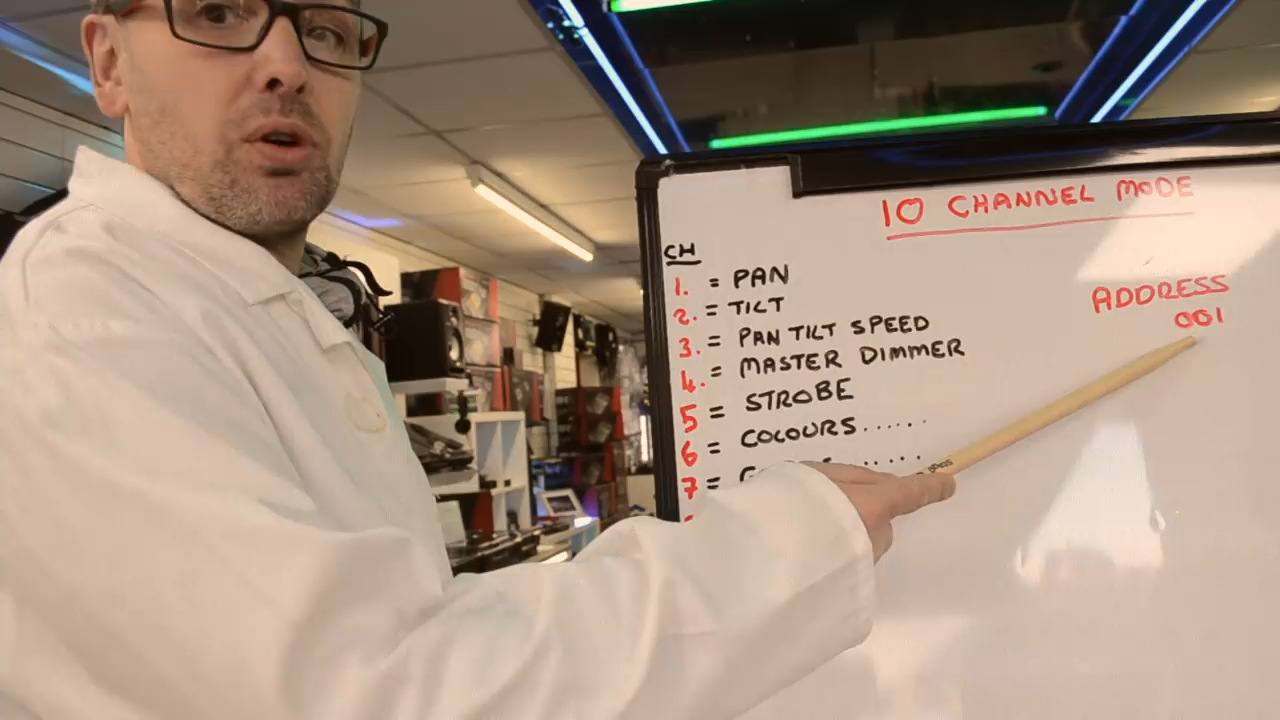 10 CHANNEL MODE
CH
1. = PAN
2. = TILT
3. = PAN TILT SPEED
4. = MASTER DIMMER
5 = STROBE
6 = COLOURS......
7 =
ADDRESS
001